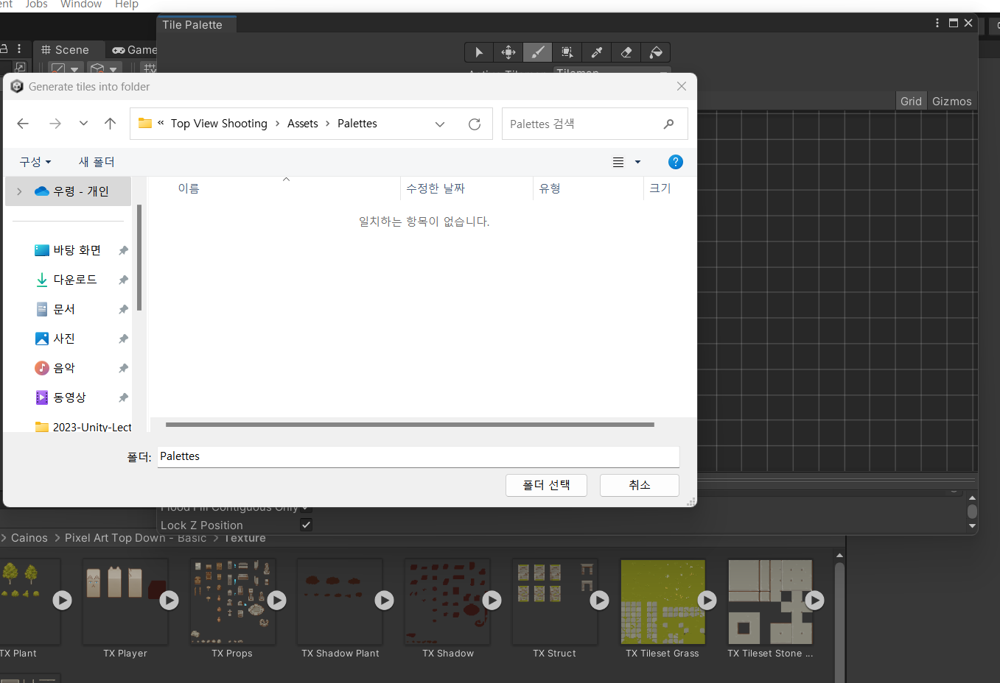 Jobs Window Help
Tile Palette
Scene Game
Generate tiles into folder
Grid Gizmos
« Top View Shooting > Assets > Palettes
Palettes 검색
구성 새 폴더
우령 - 개인
이름 수정한 날짜 유형 크기
일치하는 항목이 없습니다.
바탕 화면
다운로드
문서
사진
음악
동영상
2023-Unity-Lect
폴더: Palettes
폴더 선택 취소
Flood Fill Contiguous Only
Lock Z Position
> Cainos > Pixel Art Top Down - Basic > Texture
TX Plant TX Player TX Props TX Shadow Plant TX Shadow TX Struct TX Tileset Grass TX Tileset Stone ...